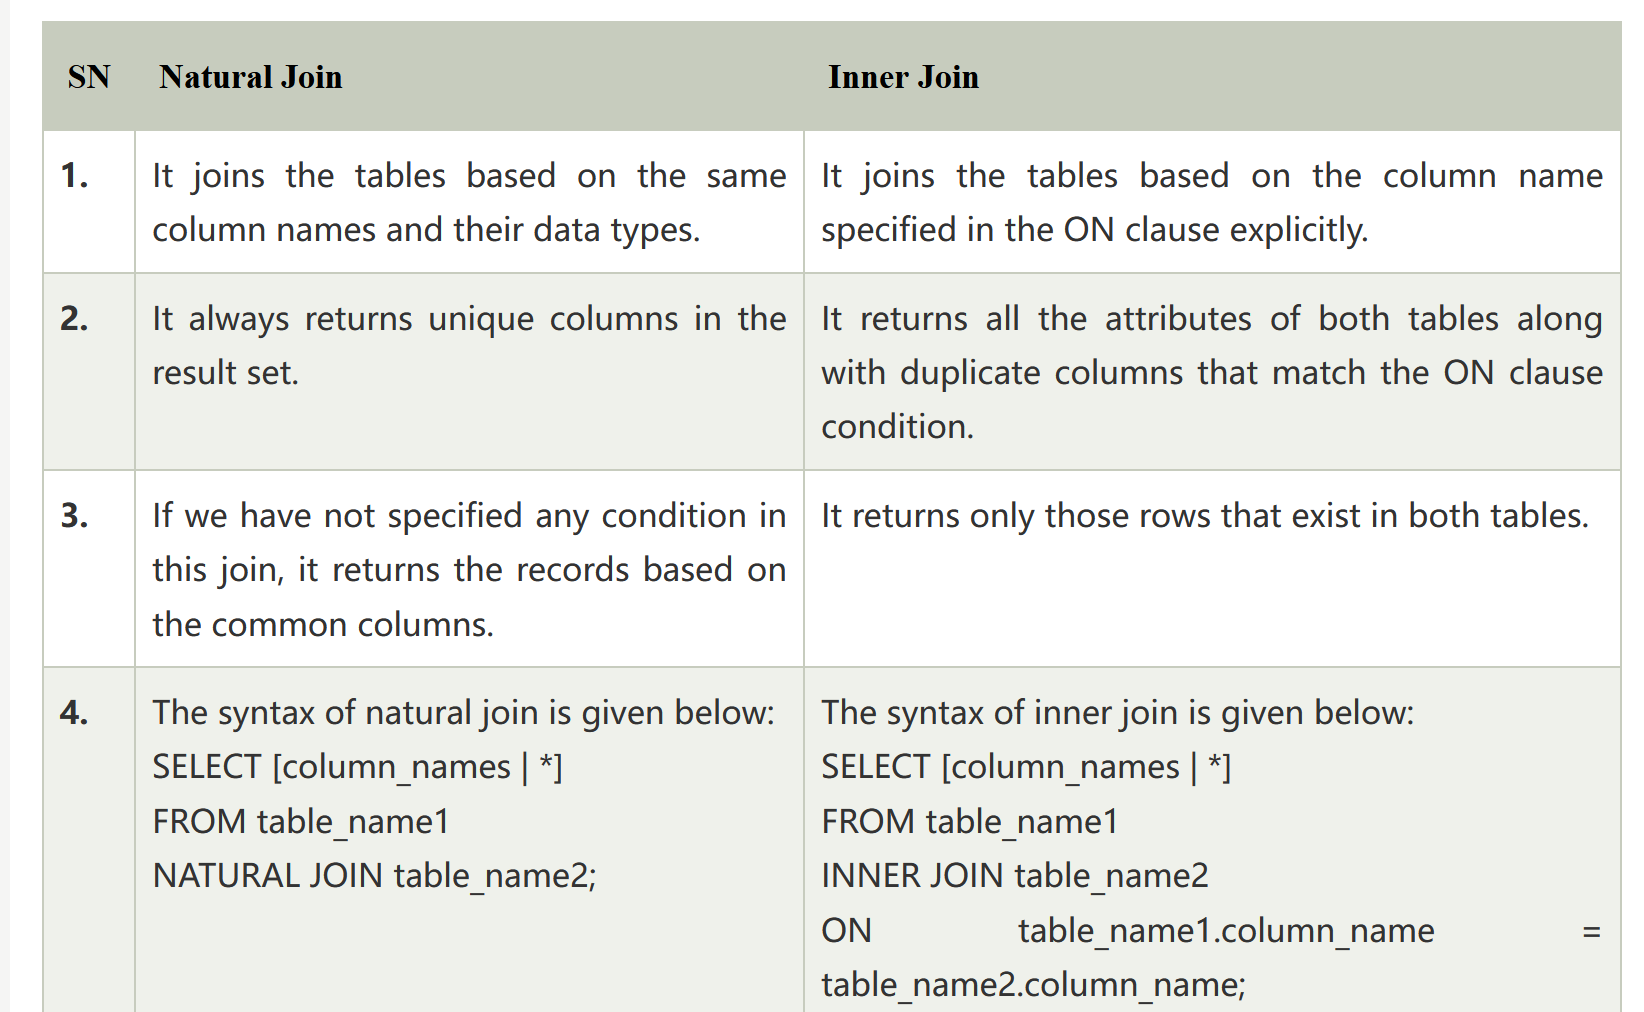 SN Natural Join Inner Join
1. It joins the tables based on the same
column names and their data types.
It joins the tables based on the column name
specified in the ON clause explicitly.
2. It always returns unique columns in the
result set.
It returns all the attributes of both tables along
with duplicate columns that match the ON clause
condition.
3. If we have not specified any condition in
this join, it returns the records based on
the common columns.
It returns only those rows that exist in both tables.
4. The syntax of natural join is given below:
SELECT [column_names | *]
FROM table_name1
NATURAL JOIN table_name2;
The syntax of inner join is given below:
SELECT [column_names | *]
FROM table_name1
INNER JOIN table_name2
ON table_name1.column_name =
table_name2.column_name;